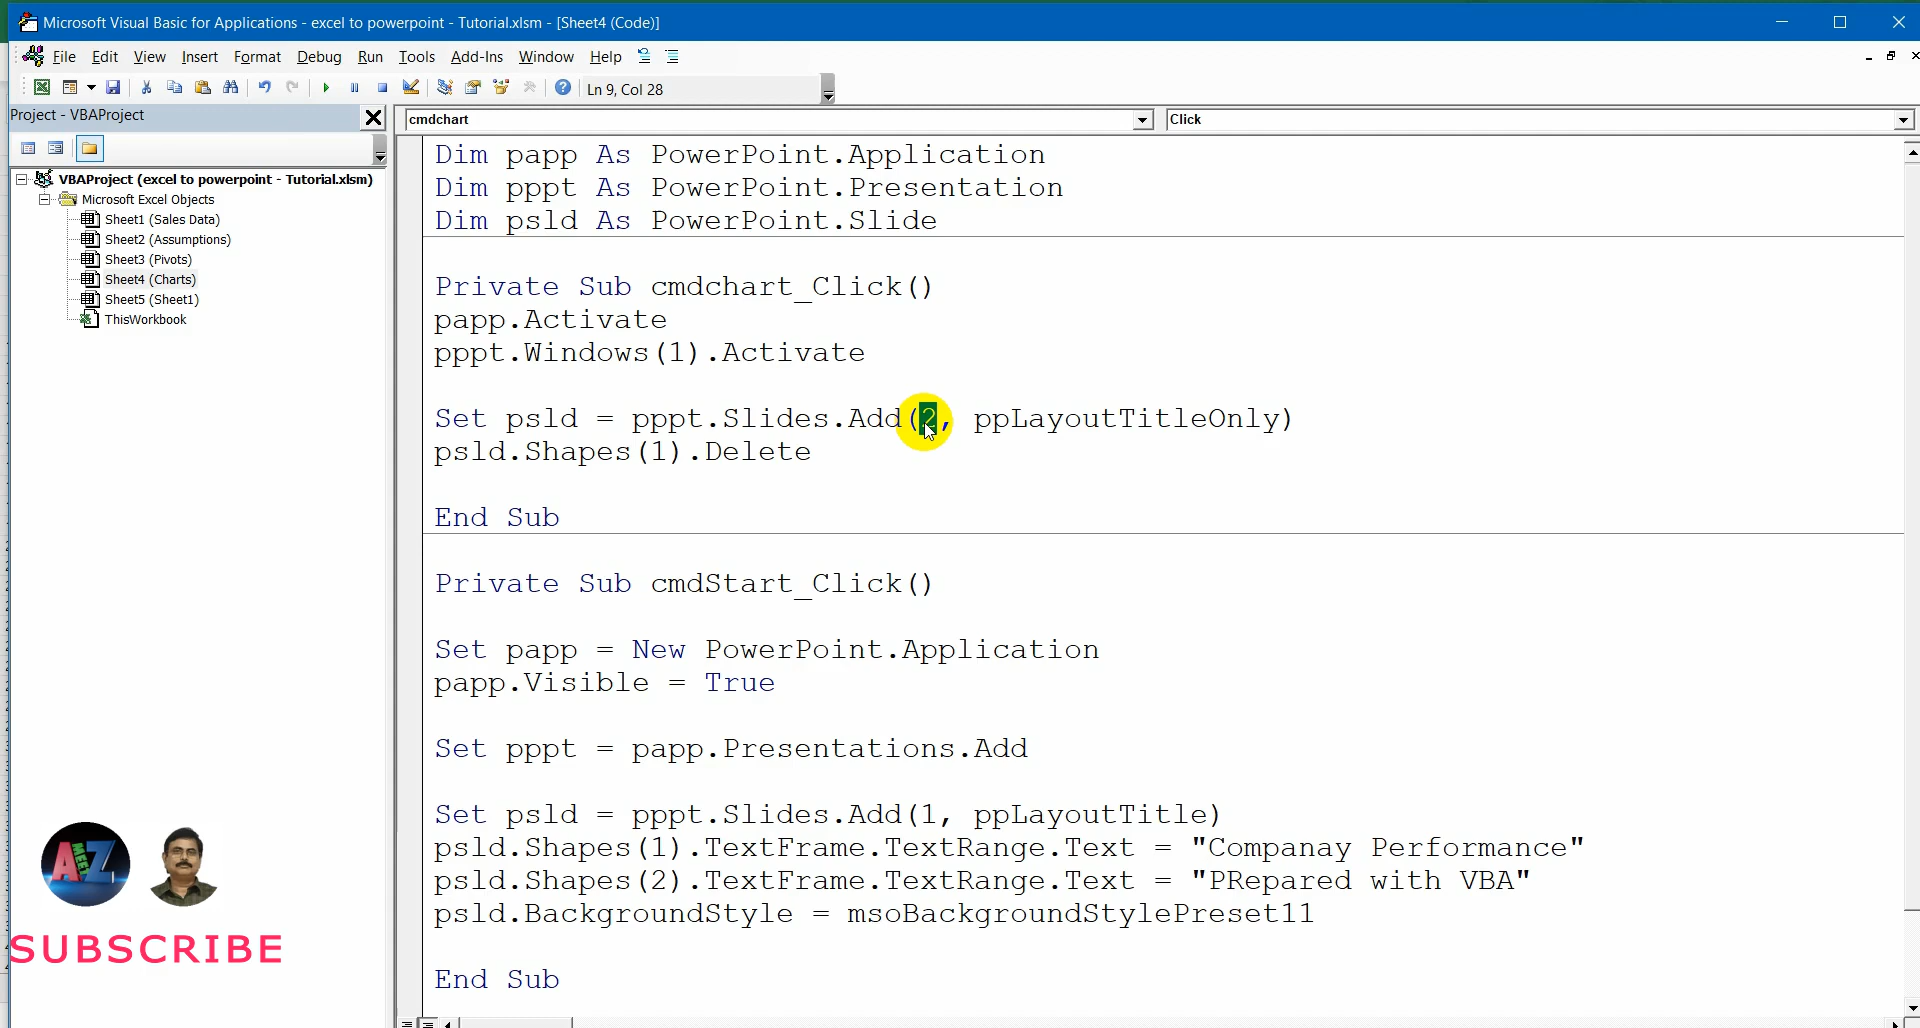 Microsoft Visual Basic for Applications - excel to powerpoint - Tutorial.xlsm - [Sheet4 (Code)]
File Edit View Insert Format Debug Run Tools Add-Ins Window Help
Ln 9, Col 28
Project - VBAProject
cmdchart
Click
VBAProject (excel to powerpoint - Tutorial.xlsm)
Microsoft Excel Objects
Sheet1 (Sales Data)
Sheet2 (Assumptions)
Sheet3 (Pivots)
Sheet4 (Charts)
Sheet5 (Sheet1)
ThisWorkbook
Dim papp As PowerPoint.Application
Dim pppt As PowerPoint.Presentation
Dim psld As PowerPoint.Slide
Private Sub cmdchart_Click()
papp.Activate
pppt.Windows(1).Activate
Set psld = pppt.Slides.Add(2, ppLayoutTitleOnly)
psld.Shapes(1).Delete
End Sub
Private Sub cmdStart_Click()
Set papp = New PowerPoint.Application
papp.Visible = True
Set pppt = papp.Presentations.Add
Set psld = pppt.Slides.Add(1, ppLayoutTitle)
psld.Shapes(1).TextFrame.TextRange.Text = "Companay Performance"
psld.Shapes(2).TextFrame.TextRange.Text = "PRepared with VBA"
psld.BackgroundStyle = msoBackgroundStylePreset11
End Sub
A MEET Z
SUBSCRIBE